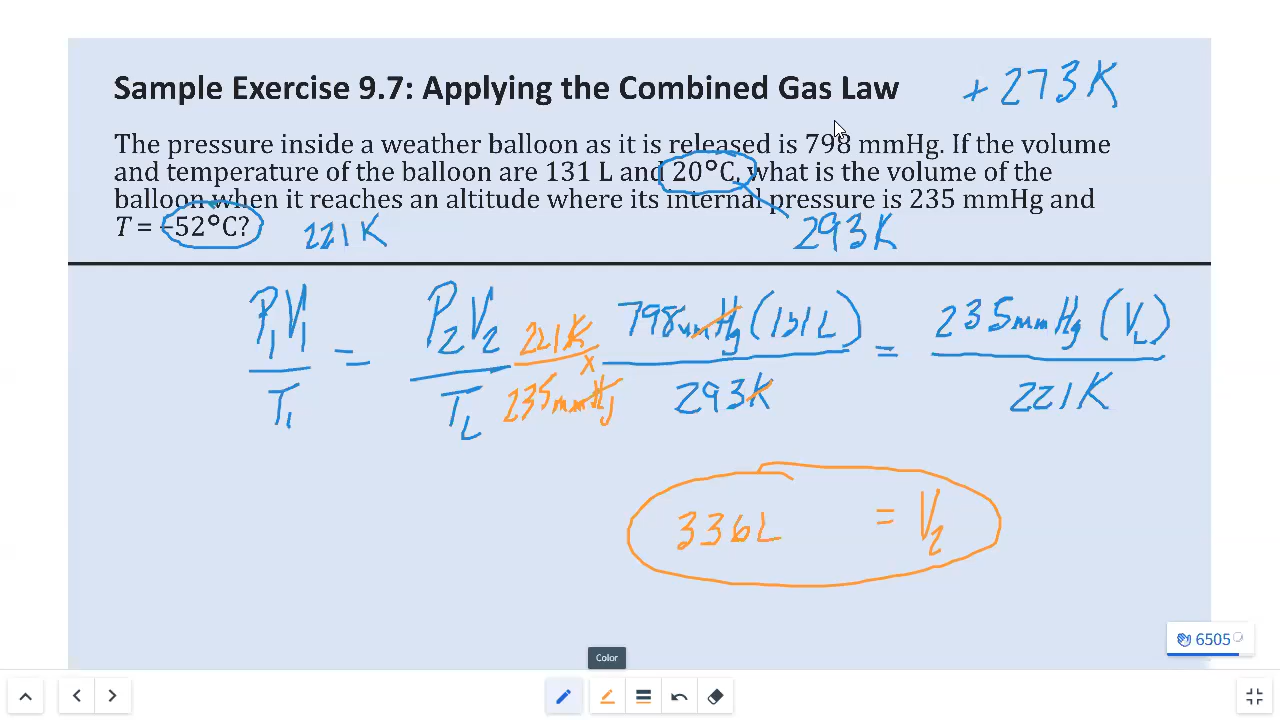 Sample Exercise 9.7: Applying the Combined Gas Law
+273K
The pressure inside a weather balloon as it is released is 798 mmHg. If the volume
and temperature of the balloon are 131 L and 20°C, what is the volume of the
balloon when it reaches an altitude where its internal pressure is 235 mmHg and
T = −52°C?
221K
293K
P₁V₁ / T₁ = P₂V₂ / T₂
221K / 235mmHg x 798mmHg (131L) / 293K = 235mmHg (V₂) / 221K
336L = V₂
6505
Color